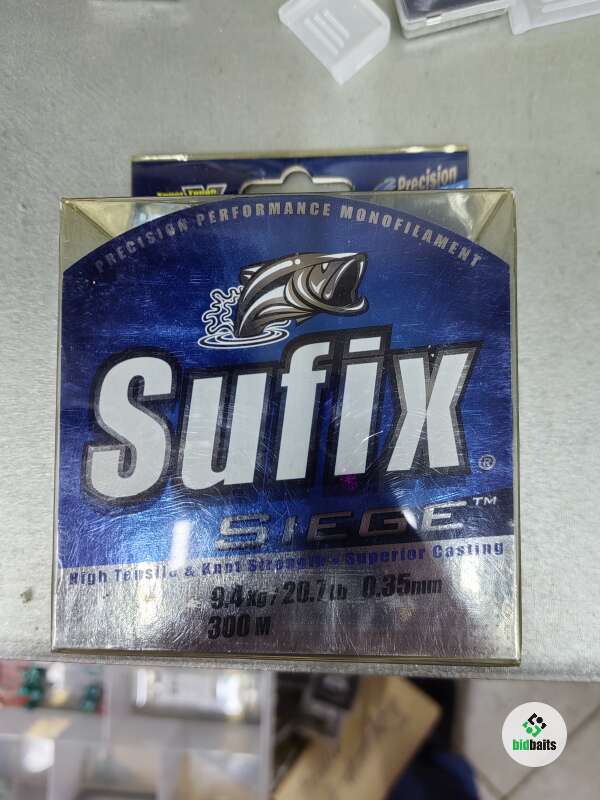 Precision
PRECISION PERFORMANCE MONOFILAMENT
Sufix®
SIEGE™
High Tensile & Knot Strength • Superior Casting
9.4 Kg / 20.7 Lb 0.35mm
300 M
bidbaits